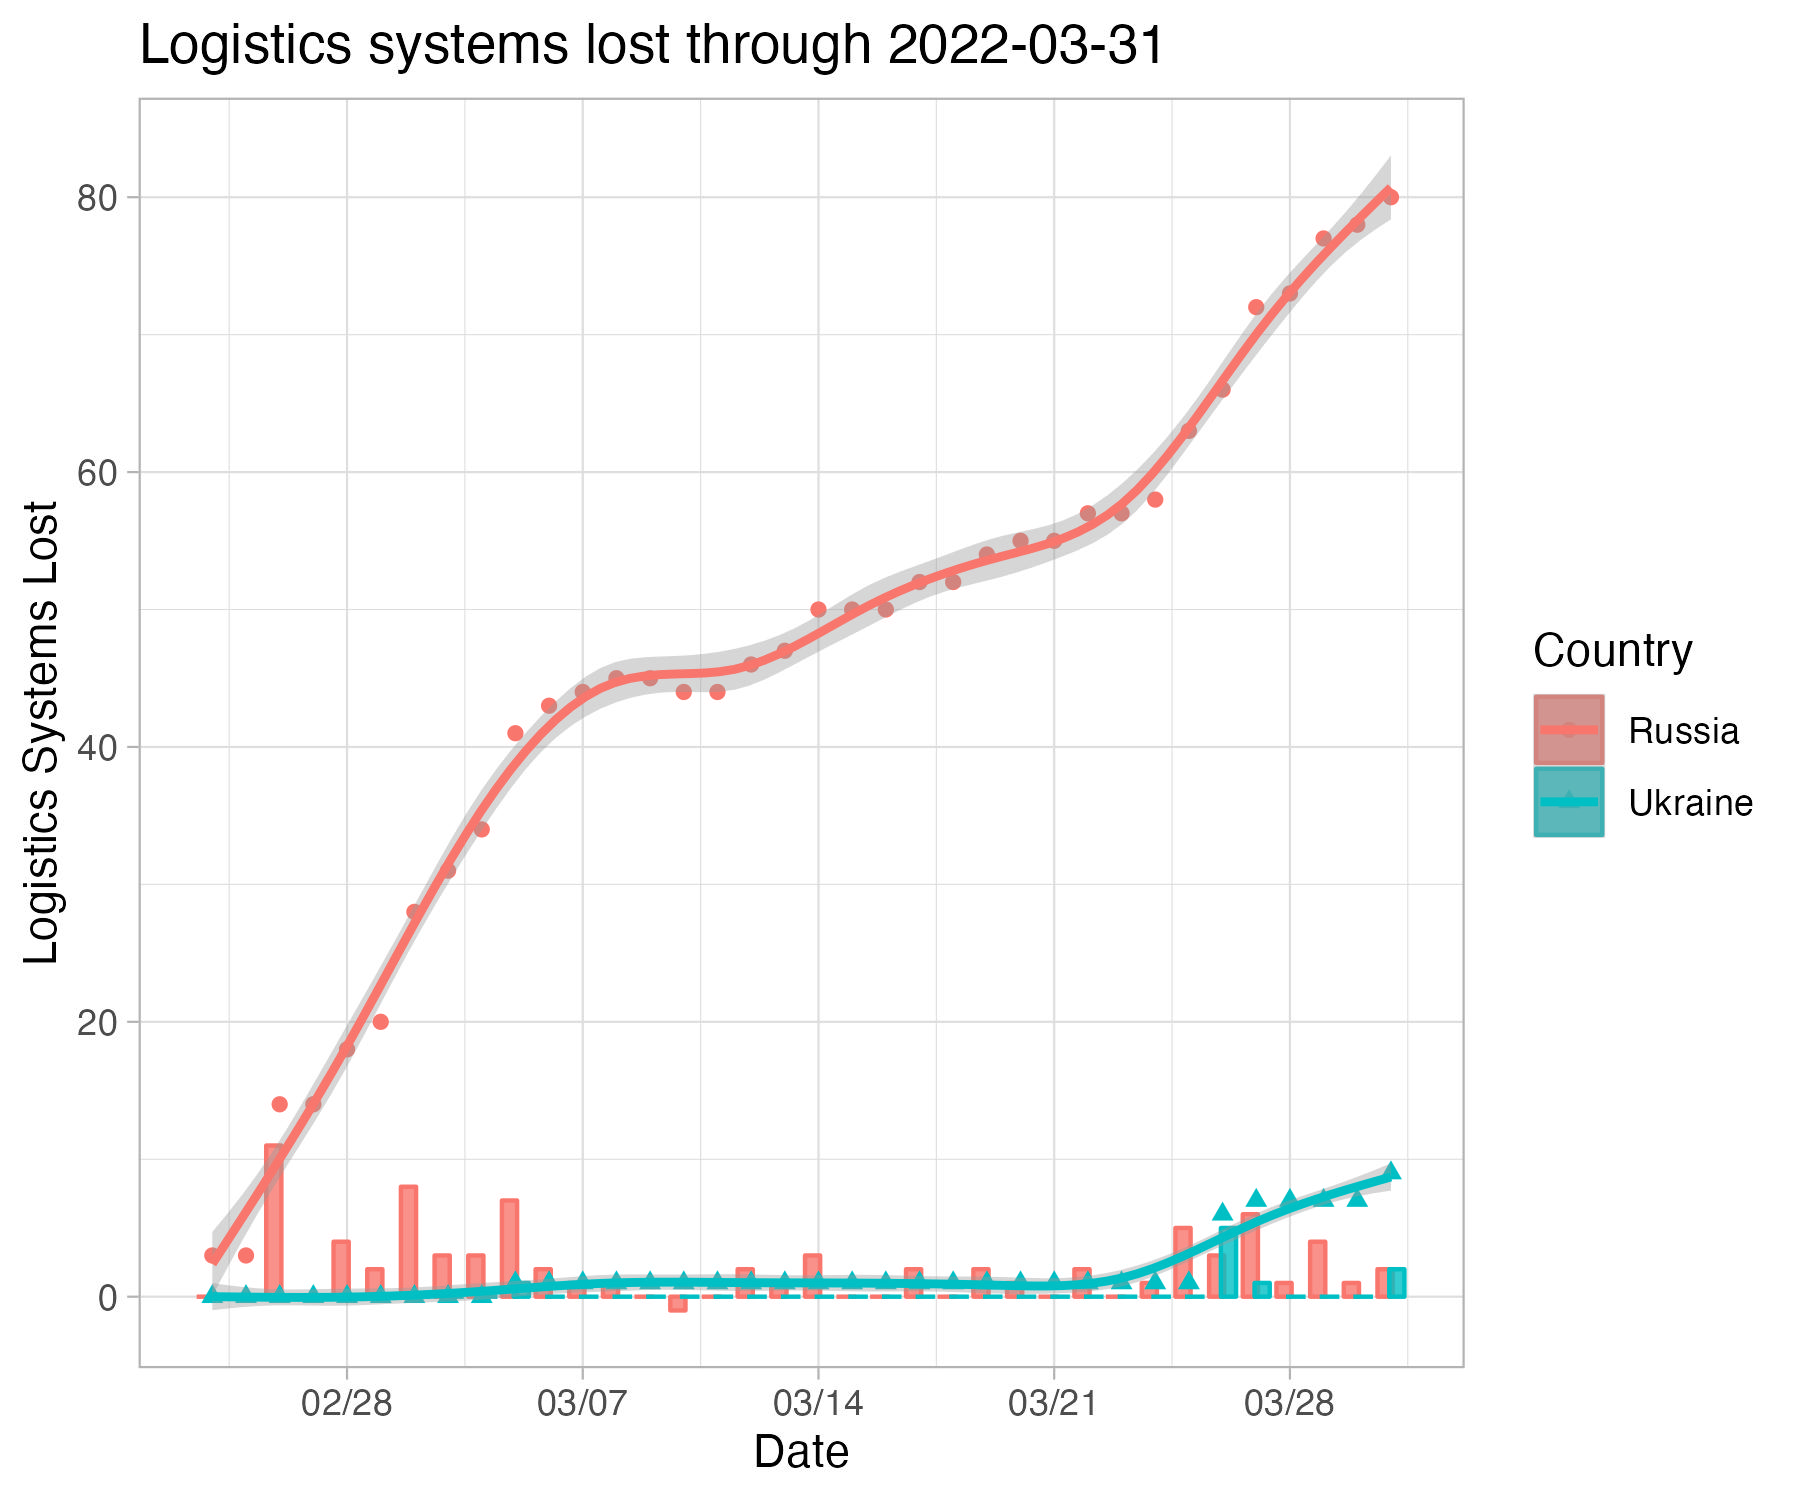 Logistics systems lost through 2022-03-31
Logistics Systems Lost
80
60
40
20
0
02/28 03/07 03/14 03/21 03/28
Date
Country
Russia
Ukraine